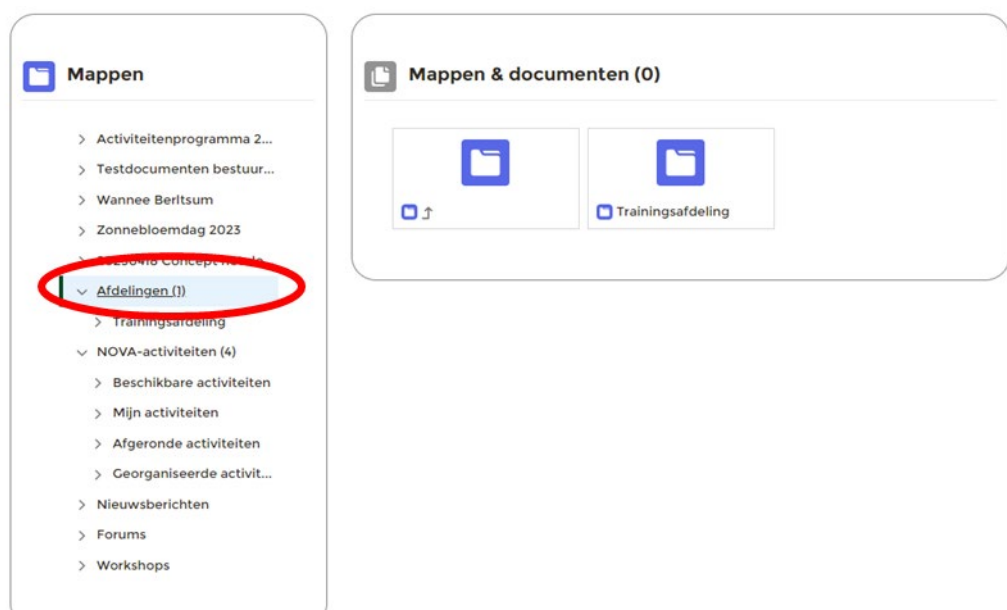 Mappen
Activiteitenprogramma 2...
Testdocumenten bestuur...
Wannee Berltsum
Zonnebloemdag 2023
Concept
Afdelingen (1)
Trainingsafdeling
NOVA-activiteiten (4)
Beschikbare activiteiten
Mijn activiteiten
Afgeronde activiteiten
Georganiseerde activit...
Nieuwsberichten
Forums
Workshops
Mappen & documenten (0)
Trainingsafdeling